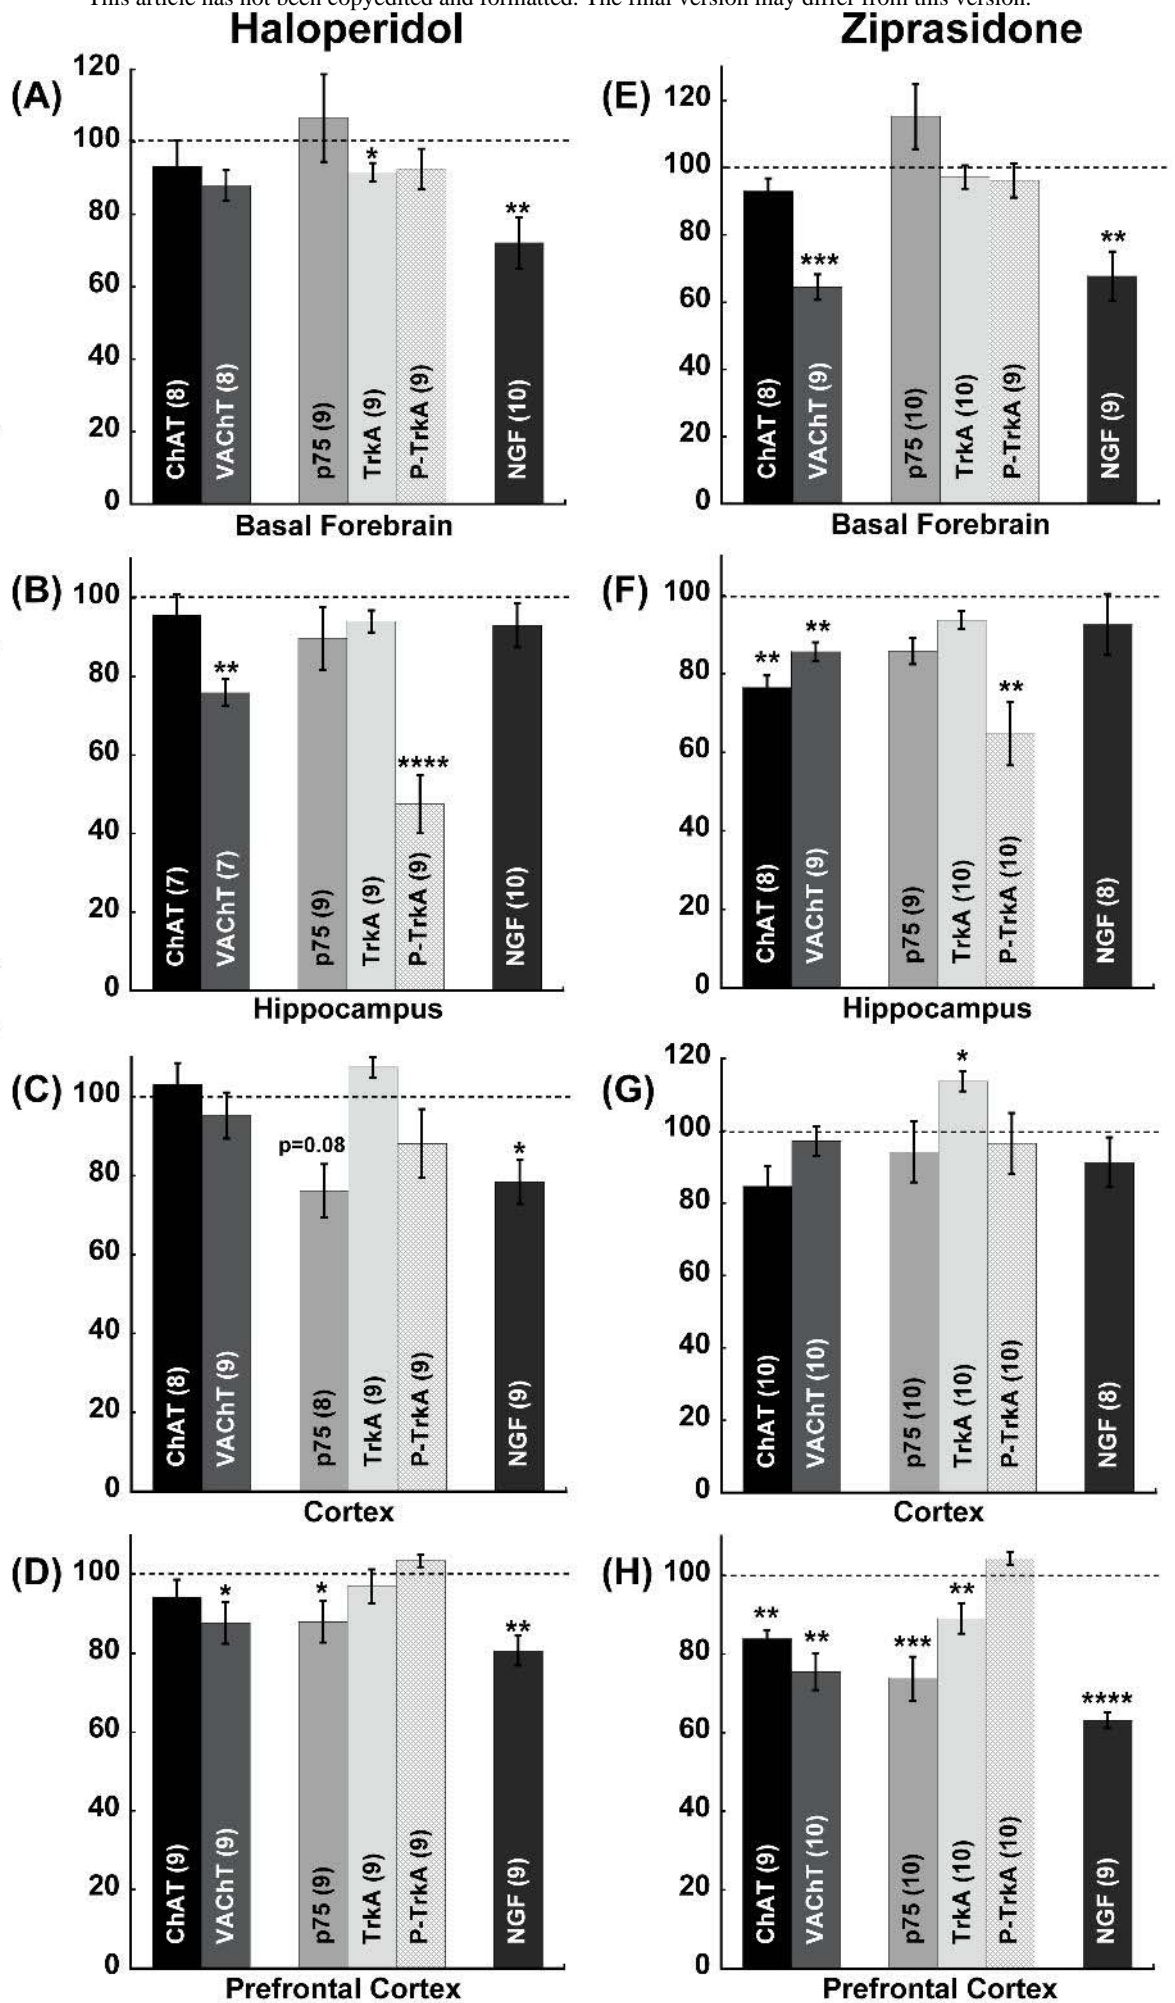 This article has not been copyedited and formatted. The final version may differ from this version.
Haloperidol
Ziprasidone
(A)
120
100
80
60
40
20
0
*
**
ChAT (8)
VAChT (8)
p75 (9)
TrkA (9)
P-TrkA (9)
NGF (10)
Basal Forebrain
(E)
120
100
80
60
40
20
0
***
**
ChAT (8)
VAChT (9)
p75 (10)
TrkA (10)
P-TrkA (9)
NGF (9)
Basal Forebrain
(B)
100
80
60
40
20
0
**
****
ChAT (7)
VAChT (7)
p75 (9)
TrkA (9)
P-TrkA (9)
NGF (10)
Hippocampus
(F)
100
80
60
40
20
0
**
**
**
ChAT (8)
VAChT (9)
p75 (9)
TrkA (10)
P-TrkA (10)
NGF (8)
Hippocampus
(C)
100
80
60
40
20
0
p=0.08
*
ChAT (8)
VAChT (9)
p75 (8)
TrkA (9)
P-TrkA (9)
NGF (9)
Cortex
(G)
120
100
80
60
40
20
0
*
ChAT (10)
VAChT (10)
p75 (10)
TrkA (10)
P-TrkA (10)
NGF (8)
Cortex
(D)
100
80
60
40
20
0
*
*
**
ChAT (9)
VAChT (9)
p75 (9)
TrkA (9)
P-TrkA (9)
NGF (9)
Prefrontal Cortex
(H)
100
80
60
40
20
0
**
**
***
**
****
ChAT (9)
VAChT (10)
p75 (10)
TrkA (10)
P-TrkA (10)
NGF (9)
Prefrontal Cortex